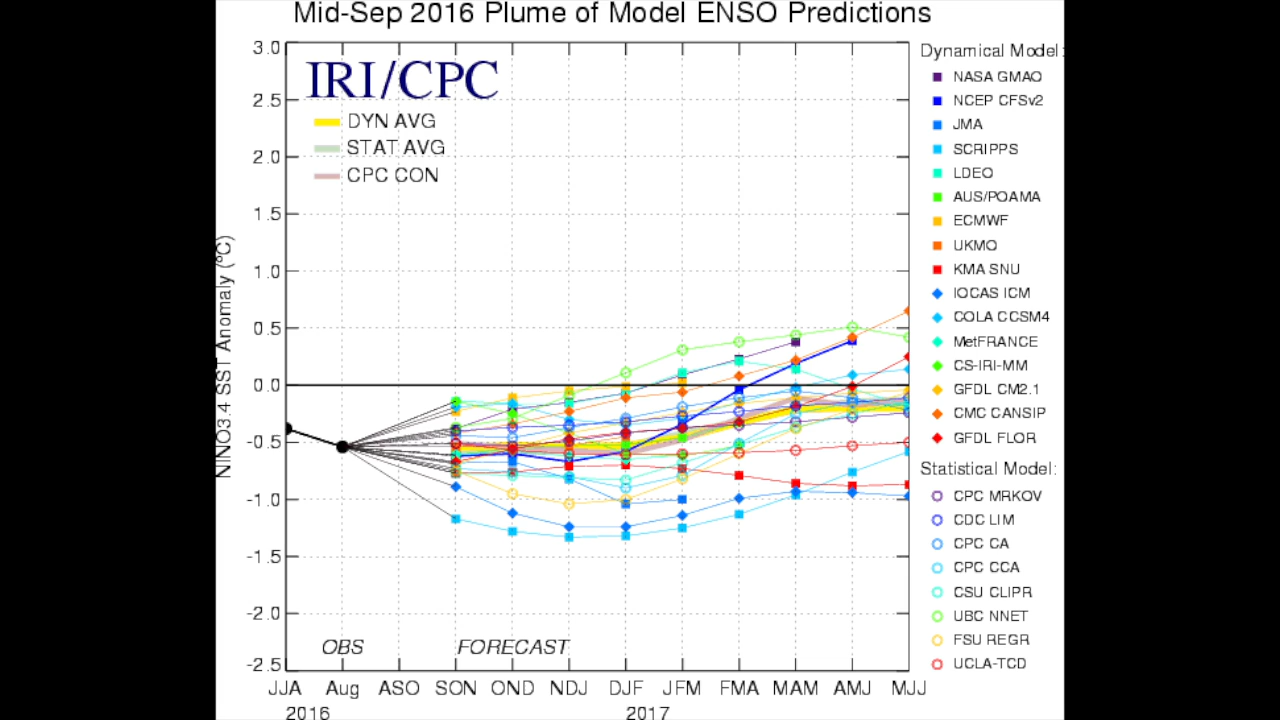 Mid-Sep 2016 Plume of Model ENSO Predictions
IRI/CPC
DYN AVG
STAT AVG
CPC CON
NINO3.4 SST Anomaly (ºC)
3.0
2.5
2.0
1.5
1.0
0.5
0.0
-0.5
-1.0
-1.5
-2.0
-2.5
OBS
FORECAST
JJA Aug ASO SON OND NDJ DJF JFM FMA MAM AMJ MJJ
2016 2017
Dynamical Model:
NASA GMAO
NCEP CFSv2
JMA
SCRIPPS
LDEO
AUS/POAMA
ECMWF
UKMO
KMA SNU
IOCAS ICM
COLA CCSM4
MetFRANCE
CS-IRI-MM
GFDL CM2.1
CMC CANSIP
GFDL FLOR
Statistical Model:
CPC MRKOV
CDC LIM
CPC CA
CPC CCA
CSU CLIPR
UBC NNET
FSU REGR
UCLA-TCD